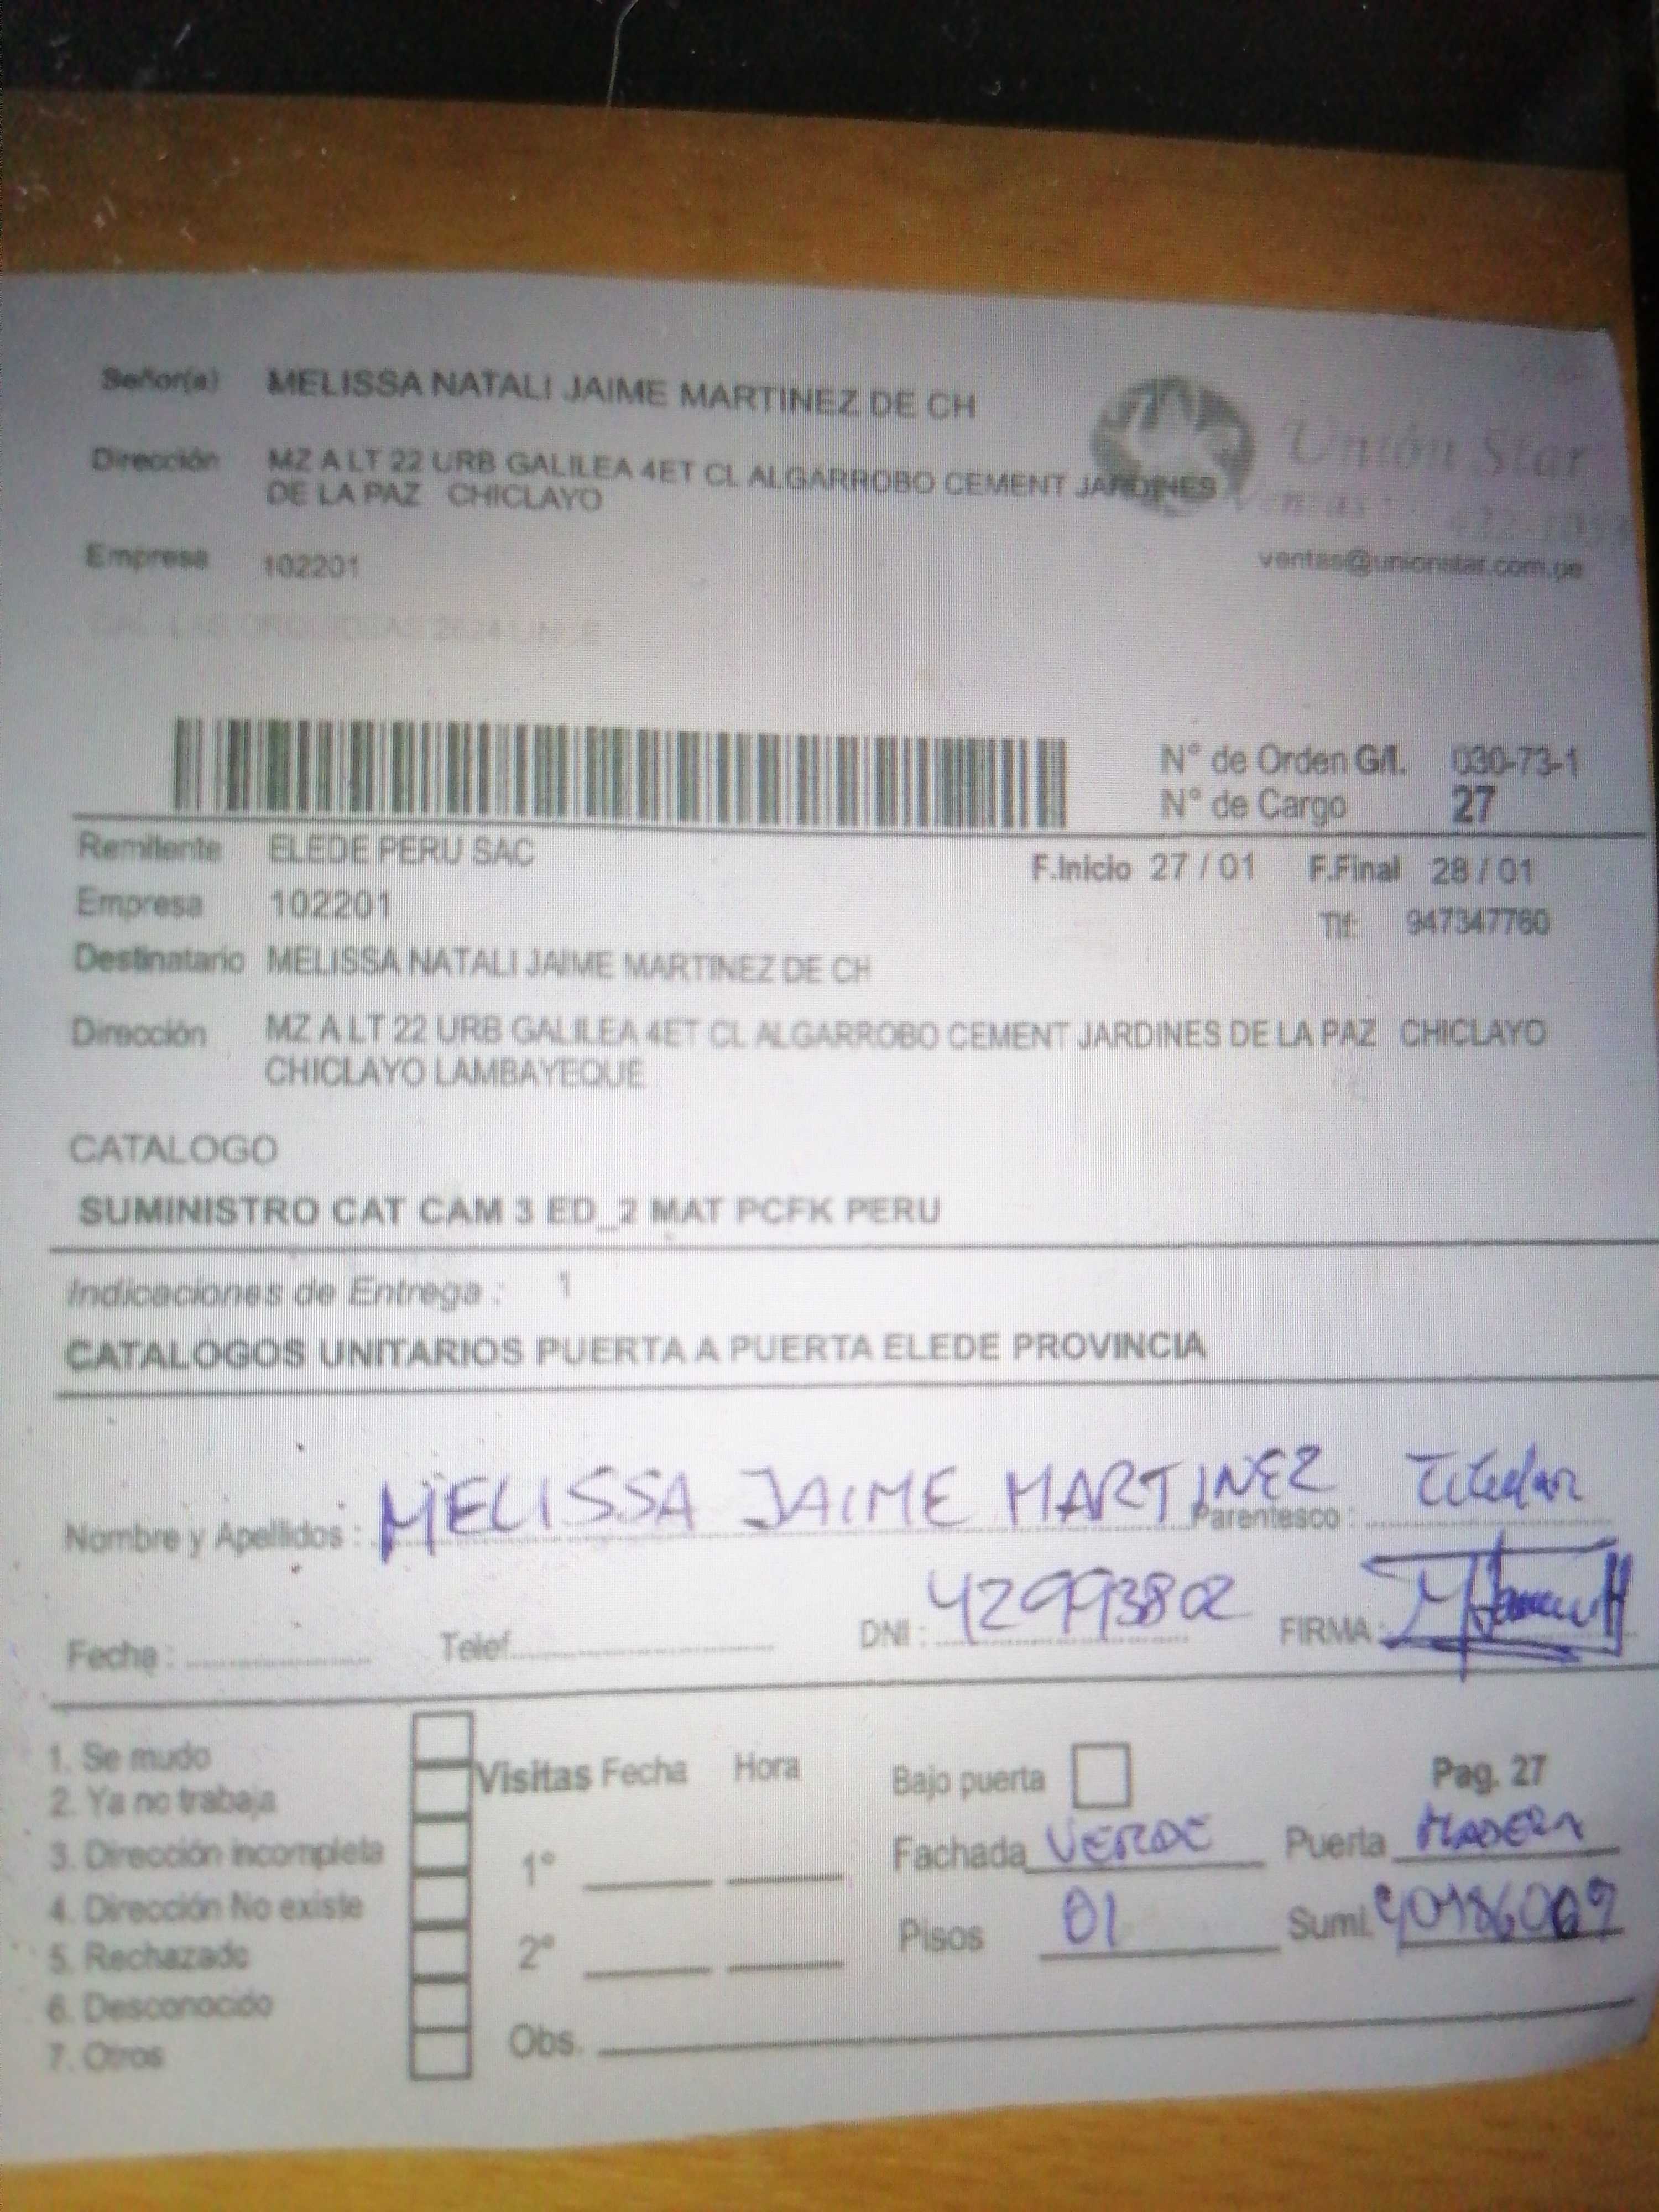 Señor(a) MELISSA NATALI JAIME MARTINEZ DE CH
Dirección MZ A LT 22 URB GALILEA 4ET CL ALGARROBO CEMENT JARDINES
DE LA PAZ CHICLAYO
Unión Star
Empresa 102201
ventas@unionstar.com.pe
N° de Orden G/I. 030-73-1
N° de Cargo 27
Remitente ELEDE PERU SAC
F.Inicio 27 / 01 F.Final 28 / 01
Empresa 102201
Tlf: 947347760
Destinatario MELISSA NATALI JAIME MARTINEZ DE CH
Dirección MZ A LT 22 URB GALILEA 4ET CL ALGARROBO CEMENT JARDINES DE LA PAZ CHICLAYO
CHICLAYO LAMBAYEQUE
CATALOGO
SUMINISTRO CAT CAM 3 ED_2 MAT PCFK PERU
Indicaciones de Entrega : 1
CATALOGOS UNITARIOS PUERTA A PUERTA ELEDE PROVINCIA
Nombre y Apellidos : MELISSA JAIME MARTINEZ Parentesco : Titular
Fecha : Telef. DNI : 42993802 FIRMA :
1. Se mudo
2. Ya no trabaja
3. Dirección incompleta
4. Dirección No existe
5. Rechazado
6. Desconocido
7. Otros
Visitas Fecha Hora
1°
2°
Obs.
Bajo puerta Pag. 27
Fachada VERDE Puerta MADERA
Pisos 01 Sumi.